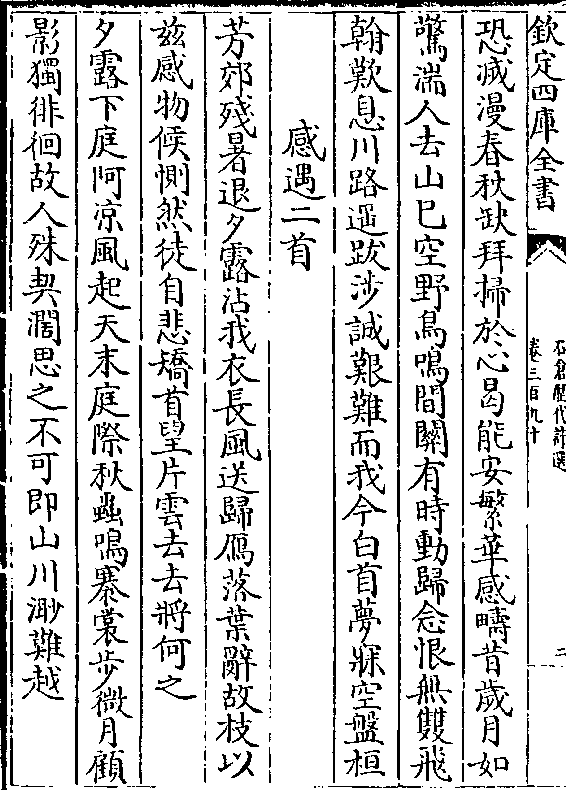 欽定四庫全書
石倉歷代詩選
卷三百九十
二
恐減漫春秋缺拜掃於心曷能安繁華感疇昔歲月如
驚湍人去山巳空野鳥鳴間關有時動歸念恨無雙飛
翰歎息川路遥跋涉誠艱難而我今白首夢寐空盤桓
感遇二首
芳郊殘暑退夕露沾我衣長風送歸鴈落葉辭故枝以
兹感物候惻然徒自悲矯首望片雲去去將何之
夕露下庭阿凉風起天末庭際秋蟲鳴褰裳步微月顧
影獨徘徊故人殊契濶思之不可即山川渺難越